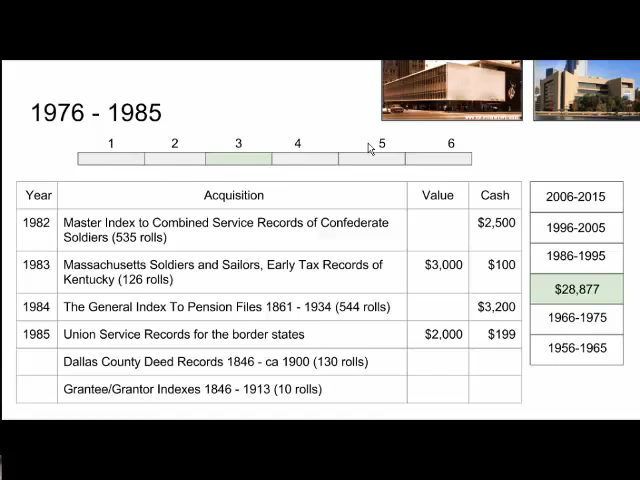 1976 - 1985
1 2 3 4 5 6
Year Acquisition Value Cash
1982 Master Index to Combined Service Records of Confederate $2,500
Soldiers (535 rolls)
1983 Massachusetts Soldiers and Sailors, Early Tax Records of $3,000 $100
Kentucky (126 rolls)
1984 The General Index To Pension Files 1861 - 1934 (544 rolls) $3,200
1985 Union Service Records for the border states $2,000 $199
Dallas County Deed Records 1846 - ca 1900 (130 rolls)
Grantee/Grantor Indexes 1846 - 1913 (10 rolls)
2006-2015
1996-2005
1986-1995
$28,877
1966-1975
1956-1965